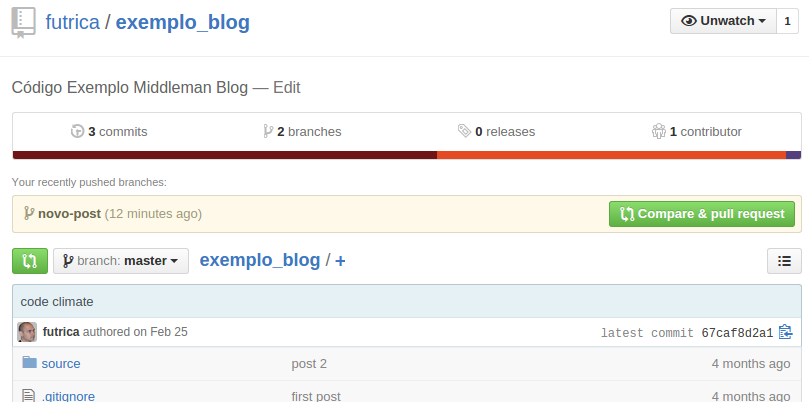 futrica / exemplo_blog
Unwatch 1
Código Exemplo Middleman Blog — Edit
3 commits 2 branches 0 releases 1 contributor
Your recently pushed branches:
novo-post (12 minutes ago) Compare & pull request
branch: master exemplo_blog / +
code climate
futrica authored on Feb 25 latest commit 67caf8d2a1
source post 2 4 months ago
.gitignore first post 4 months ago